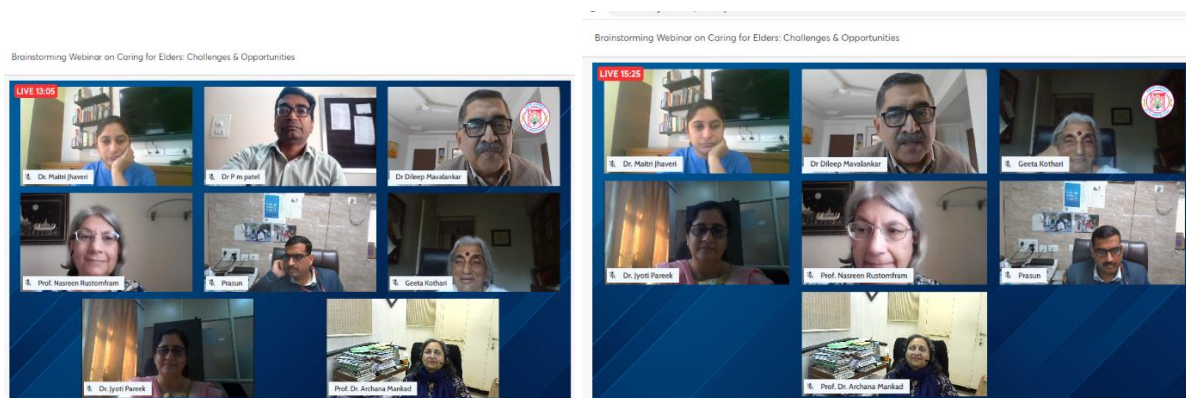 Brainstorming Webinar on Caring for Elders: Challenges & Opportunities
LIVE 13:05
Dr. Maitri Jhaveri
Dr P m patel
Dr Dileep Mavalankar
Prof. Nasreen Rustomfram
Prasun
Geeta Kothari
Dr. Jyoti Pareek
Prof. Dr. Archana Mankad
Brainstorming Webinar on Caring for Elders: Challenges & Opportunities
LIVE 15:25
Dr. Maitri Jhaveri
Dr Dileep Mavalankar
Geeta Kothari
Dr. Jyoti Pareek
Prof. Nasreen Rustomfram
Prasun
Prof. Dr. Archana Mankad